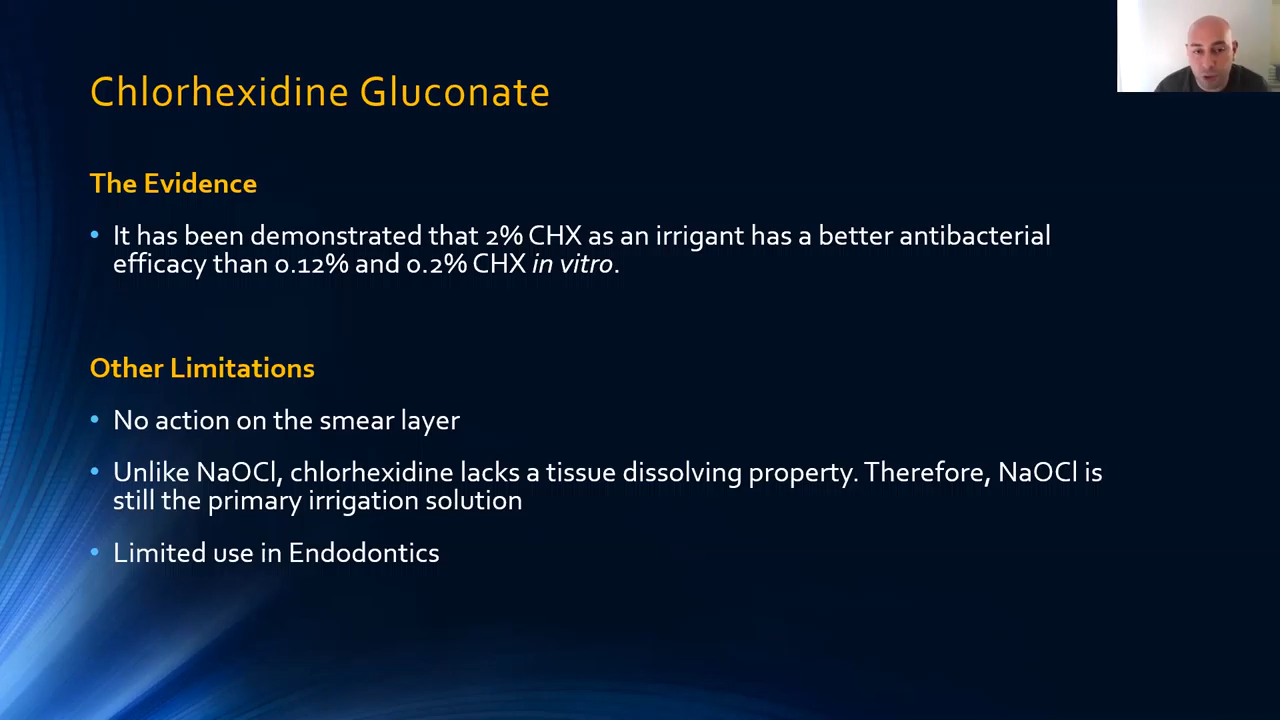 Chlorhexidine Gluconate
The Evidence
• It has been demonstrated that 2% CHX as an irrigant has a better antibacterial
efficacy than 0.12% and 0.2% CHX in vitro.
Other Limitations
• No action on the smear layer
• Unlike NaOCl, chlorhexidine lacks a tissue dissolving property. Therefore, NaOCl is
still the primary irrigation solution
• Limited use in Endodontics